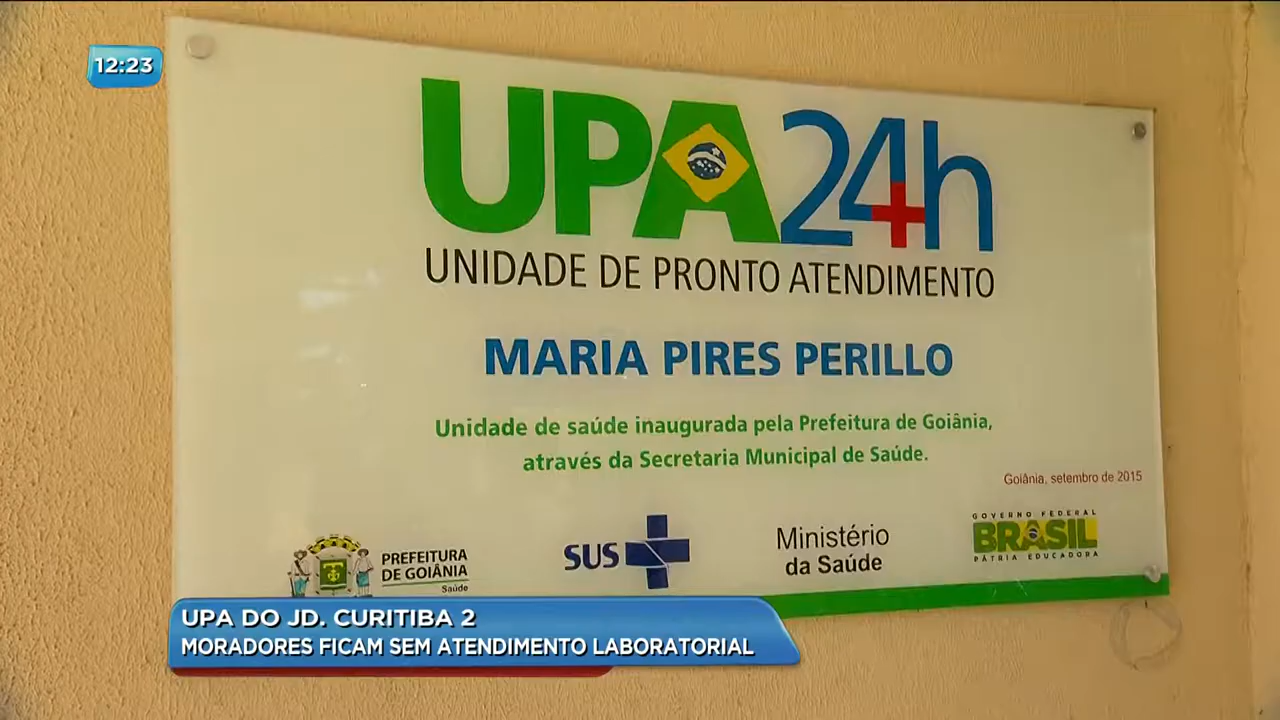 12:23
UPA24h
UNIDADE DE PRONTO ATENDIMENTO
MARIA PIRES PERILLO
Unidade de saúde inaugurada pela Prefeitura de Goiânia,
através da Secretaria Municipal de Saúde.
Goiânia, setembro de 2015
PREFEITURA
DE GOIÂNIA
Saúde
SUS
Ministério
da Saúde
GOVERNO FEDERAL
BRASIL
PÁTRIA EDUCADORA
UPA DO JD. CURITIBA 2
MORADORES FICAM SEM ATENDIMENTO LABORATORIAL